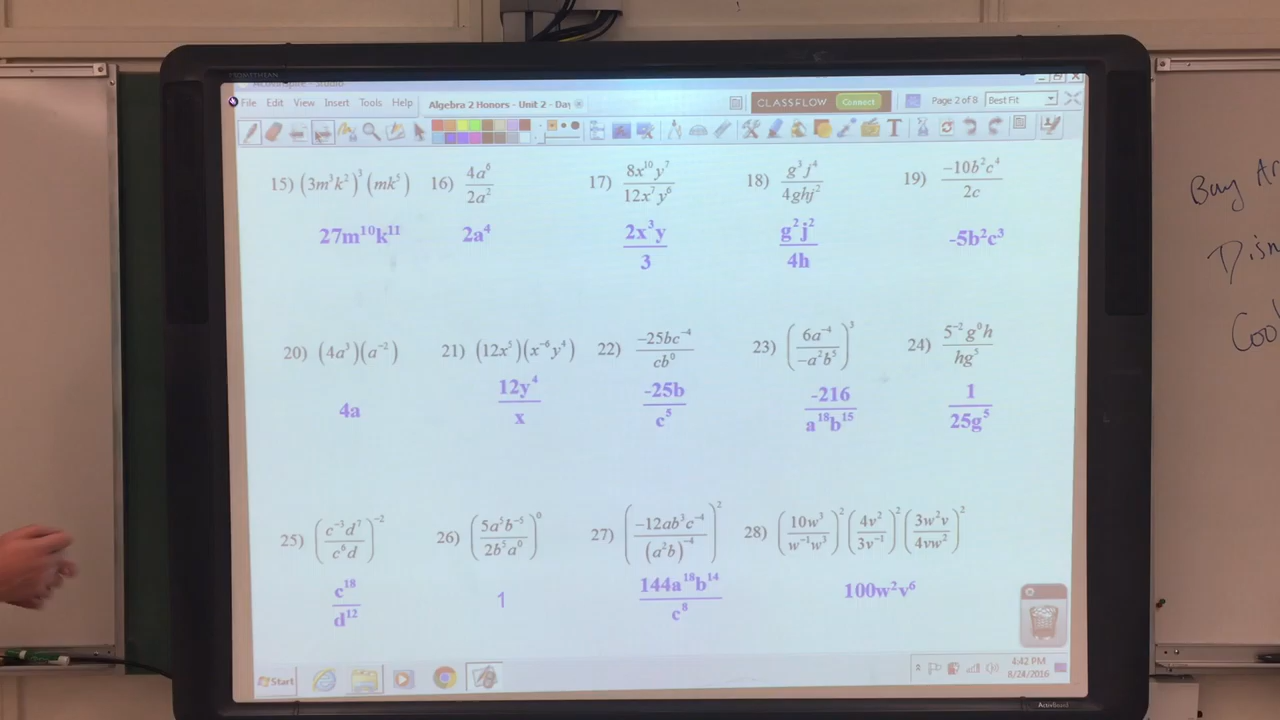 PROMETHEAN
ActivInspire - Studio
File Edit View Insert Tools Help Algebra 2 Honors - Unit 2 - Day CLASSFLOW Connect Page 2 of 8 Best Fit
15) (3m³k²)³(mk⁵) 16) 4a⁶/2a² 17) 8x¹⁰y⁷/12x⁷y⁶ 18) g³j⁴/4ghj² 19) -10b²c⁴/2c
27m¹⁰k¹¹ 2a⁴ 2x³y/3 g²j²/4h -5b²c³
20) (4a³)(a⁻²) 21) (12x⁵)(x⁻⁶y⁴) 22) -25bc⁻⁴/cb⁰ 23) (6a⁻⁴/-a²b⁵)³ 24) 5⁻²g⁰h/hg⁵
4a 12y⁴/x -25b/c⁵ -216/a¹⁸b¹⁵ 1/25g⁵
25) (c⁻³d⁷/c⁶d)⁻² 26) (5a⁵b⁻⁵/2b⁵a⁰)⁰ 27) (-12ab³c⁻⁴/(a²b)⁻⁴)² 28) (10w³/w⁻¹w³)²(4v²/3v⁻¹)²(3w²v/4vw²)²
c¹⁸/d¹² 1 144a¹⁸b¹⁴/c⁸ 100w²v⁶
Start 4:42 PM
8/24/2016
ActivBoard
Bay